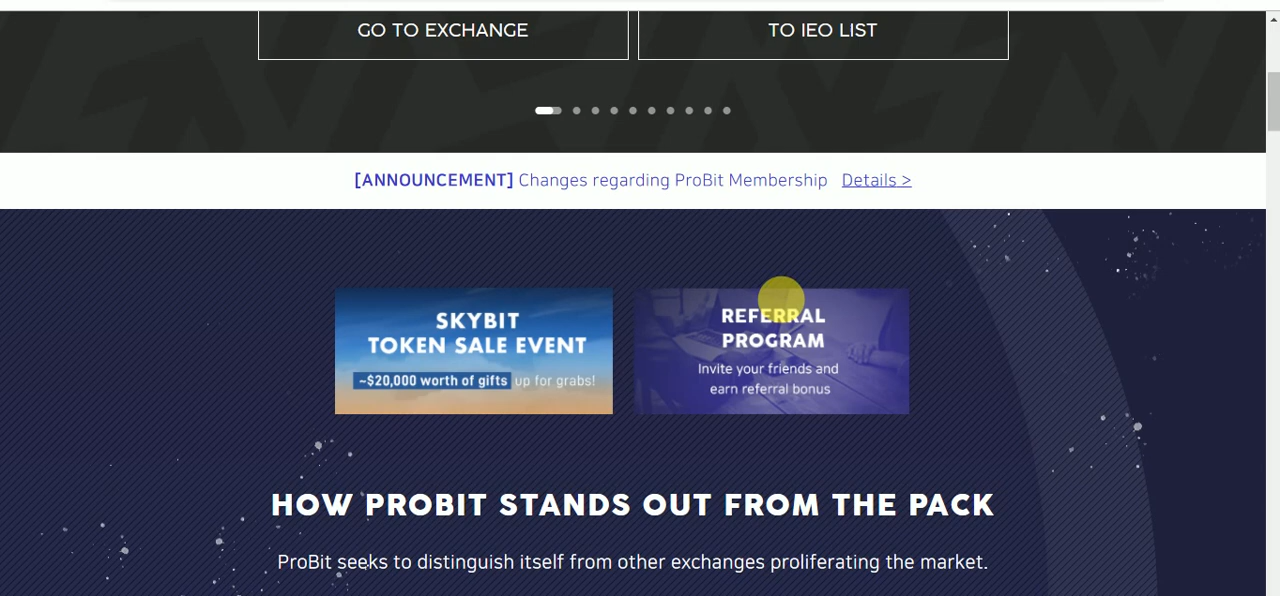 GO TO EXCHANGE
TO IEO LIST
[ANNOUNCEMENT] Changes regarding ProBit Membership Details >
SKYBIT
TOKEN SALE EVENT
~$20,000 worth of gifts up for grabs!
REFERRAL
PROGRAM
Invite your friends and
earn referral bonus
HOW PROBIT STANDS OUT FROM THE PACK
ProBit seeks to distinguish itself from other exchanges proliferating the market.